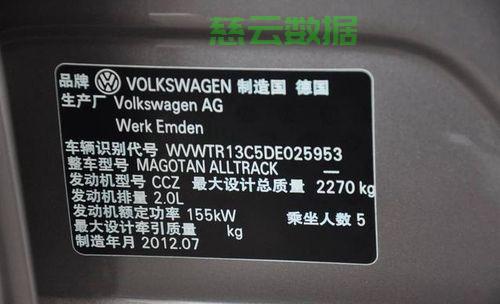 慈云数据
品牌 VOLKSWAGEN 制造国 德国
生产厂 Volkswagen AG
Werk Emden
车辆识别代号 WVWTR13C5DE025953
整车型号 MAGOTAN ALLTRACK —
发动机型号 CCZ 最大设计总质量 2270 kg
发动机排量 2.0L
发动机额定功率 155kW 乘坐人数 5
最大设计牵引质量 kg
制造年月 2012.07